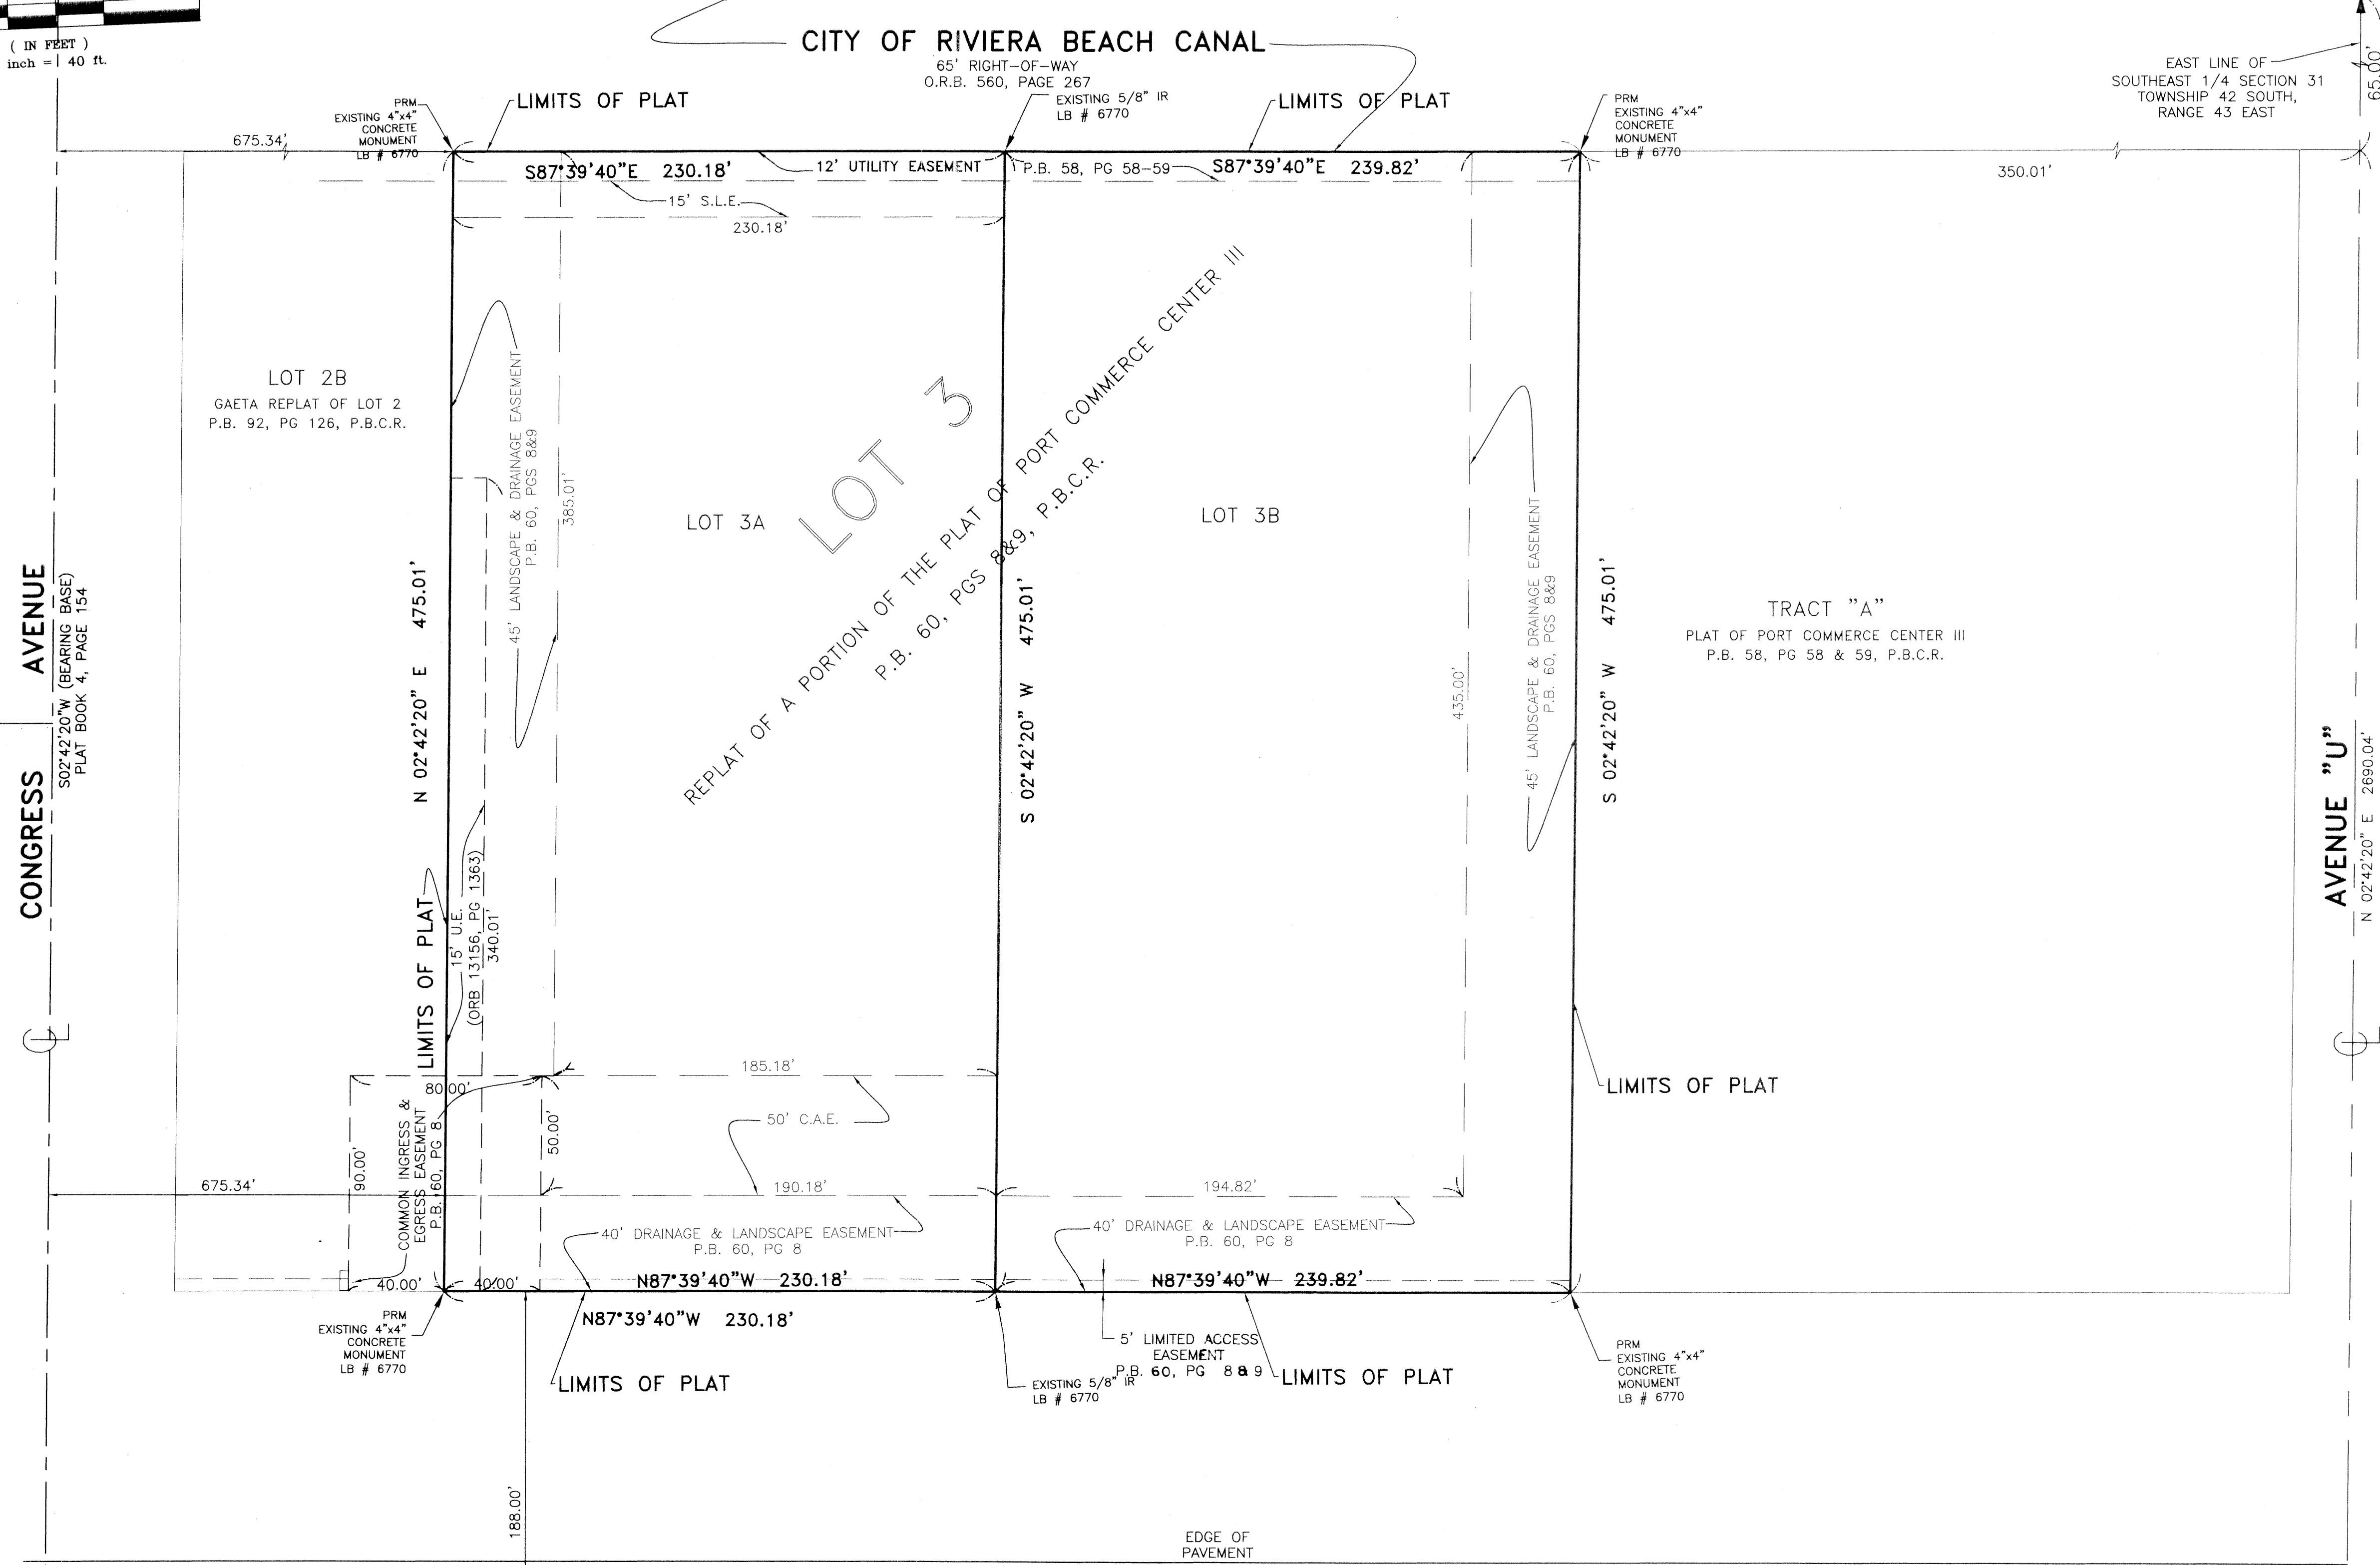 ( IN FEET )
inch = 40 ft.
CITY OF RIVIERA BEACH CANAL
65' RIGHT-OF-WAY
O.R.B. 560, PAGE 267
EAST LINE OF
SOUTHEAST 1/4 SECTION 31
TOWNSHIP 42 SOUTH,
RANGE 43 EAST
65.00'
PRM
EXISTING 4"x4"
CONCRETE
MONUMENT
LB # 6770
LIMITS OF PLAT
EXISTING 5/8" IR
LB # 6770
LIMITS OF PLAT
PRM
EXISTING 4"x4"
CONCRETE
MONUMENT
LB # 6770
675.34'
S87°39'40"E 230.18'
12' UTILITY EASEMENT
P.B. 58, PG 58-59
S87°39'40"E 239.82'
350.01'
15' S.L.E.
230.18'
LOT 2B
GAETA REPLAT OF LOT 2
P.B. 92, PG 126, P.B.C.R.
45' LANDSCAPE & DRAINAGE EASEMENT
P.B. 60, PGS 8&9
385.01'
LOT 3A
LOT 3
REPLAT OF A PORTION OF THE PLAT OF PORT COMMERCE CENTER III
P.B. 60, PGS 8&9, P.B.C.R.
LOT 3B
45' LANDSCAPE & DRAINAGE EASEMENT
P.B. 60, PGS 8&9
435.00'
TRACT "A"
PLAT OF PORT COMMERCE CENTER III
P.B. 58, PG 58 & 59, P.B.C.R.
CONGRESS AVENUE
S02°42'20"W (BEARING BASE)
PLAT BOOK 4, PAGE 154
N 02°42'20" E 475.01'
S 02°42'20" W 475.01'
S 02°42'20" W 475.01'
AVENUE "U"
N 02°42'20" E 2690.04'
LIMITS OF PLAT
15' U.E.
(ORB 13156, PG 1363)
340.01'
185.18'
80.00'
LIMITS OF PLAT
50' C.A.E.
COMMON INGRESS &
EGRESS EASEMENT
P.B. 60, PG 8
90.00'
50.00'
675.34'
190.18'
194.82'
40' DRAINAGE & LANDSCAPE EASEMENT
P.B. 60, PG 8
40' DRAINAGE & LANDSCAPE EASEMENT
P.B. 60, PG 8
40.00'
40.00'
N87°39'40"W 230.18'
N87°39'40"W 239.82'
N87°39'40"W 230.18'
PRM
EXISTING 4"x4"
CONCRETE
MONUMENT
LB # 6770
LIMITS OF PLAT
5' LIMITED ACCESS
EASEMENT
P.B. 60, PG 8 & 9
EXISTING 5/8" IR
LB # 6770
LIMITS OF PLAT
PRM
EXISTING 4"x4"
CONCRETE
MONUMENT
LB # 6770
188.00'
EDGE OF
PAVEMENT